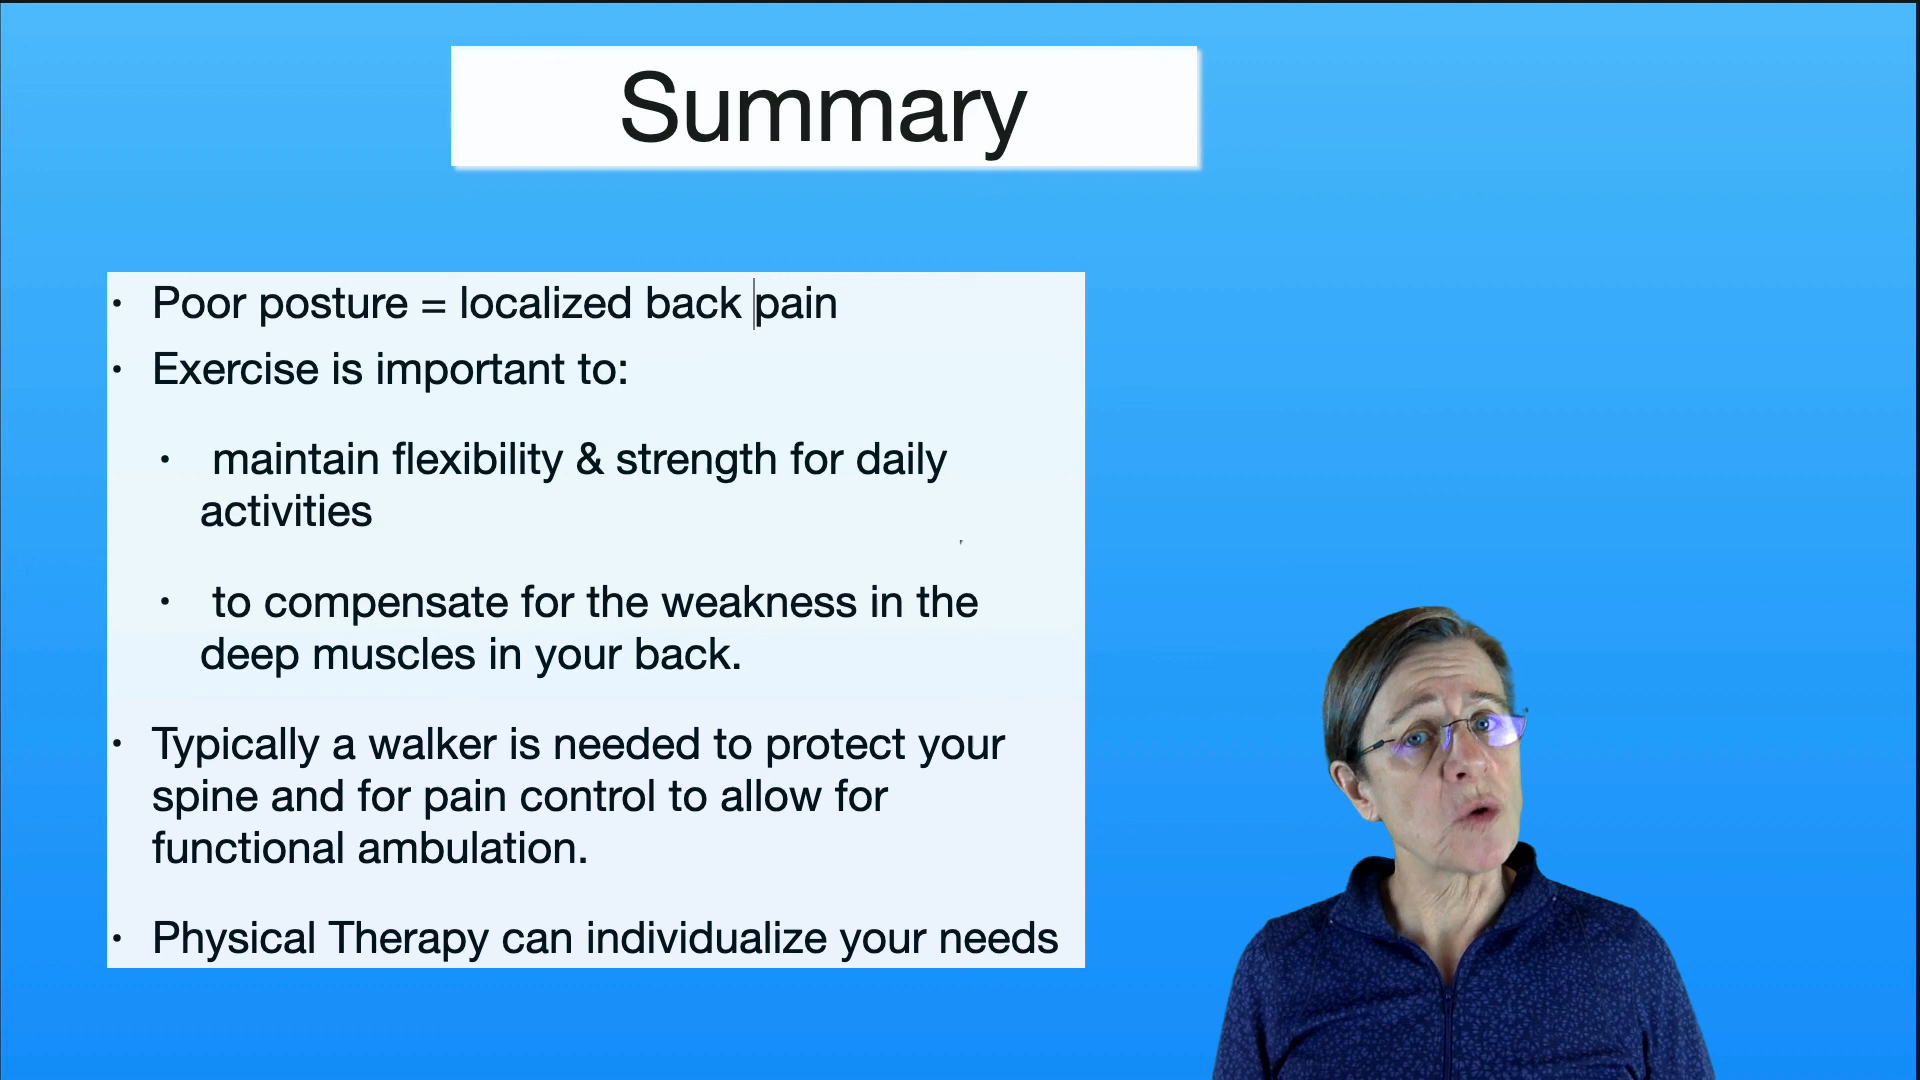 Summary
• Poor posture = localized back pain
• Exercise is important to:
• maintain flexibility & strength for daily
activities
• to compensate for the weakness in the
deep muscles in your back.
• Typically a walker is needed to protect your
spine and for pain control to allow for
functional ambulation.
• Physical Therapy can individualize your needs